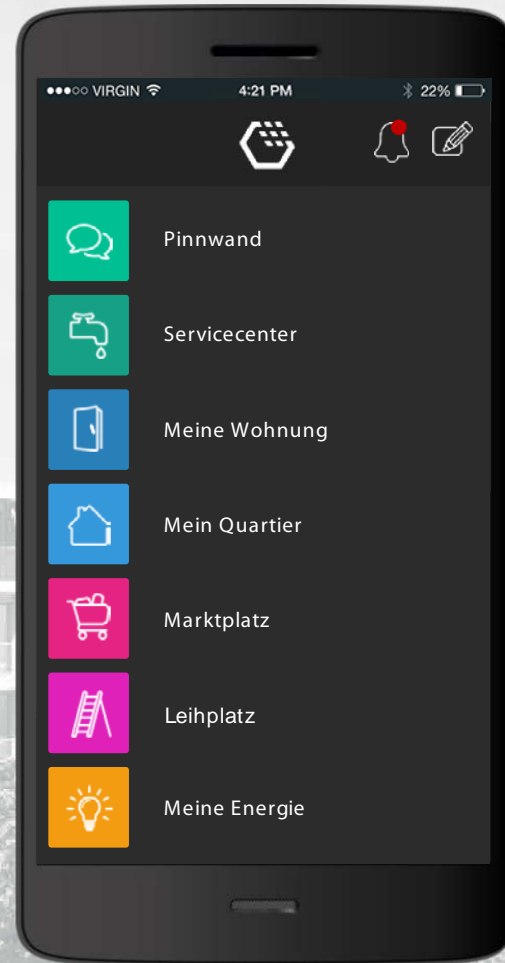 ●●●○○ VIRGIN 4:21 PM 22%
Pinnwand
Servicecenter
Meine Wohnung
Mein Quartier
Marktplatz
Leihplatz
Meine Energie